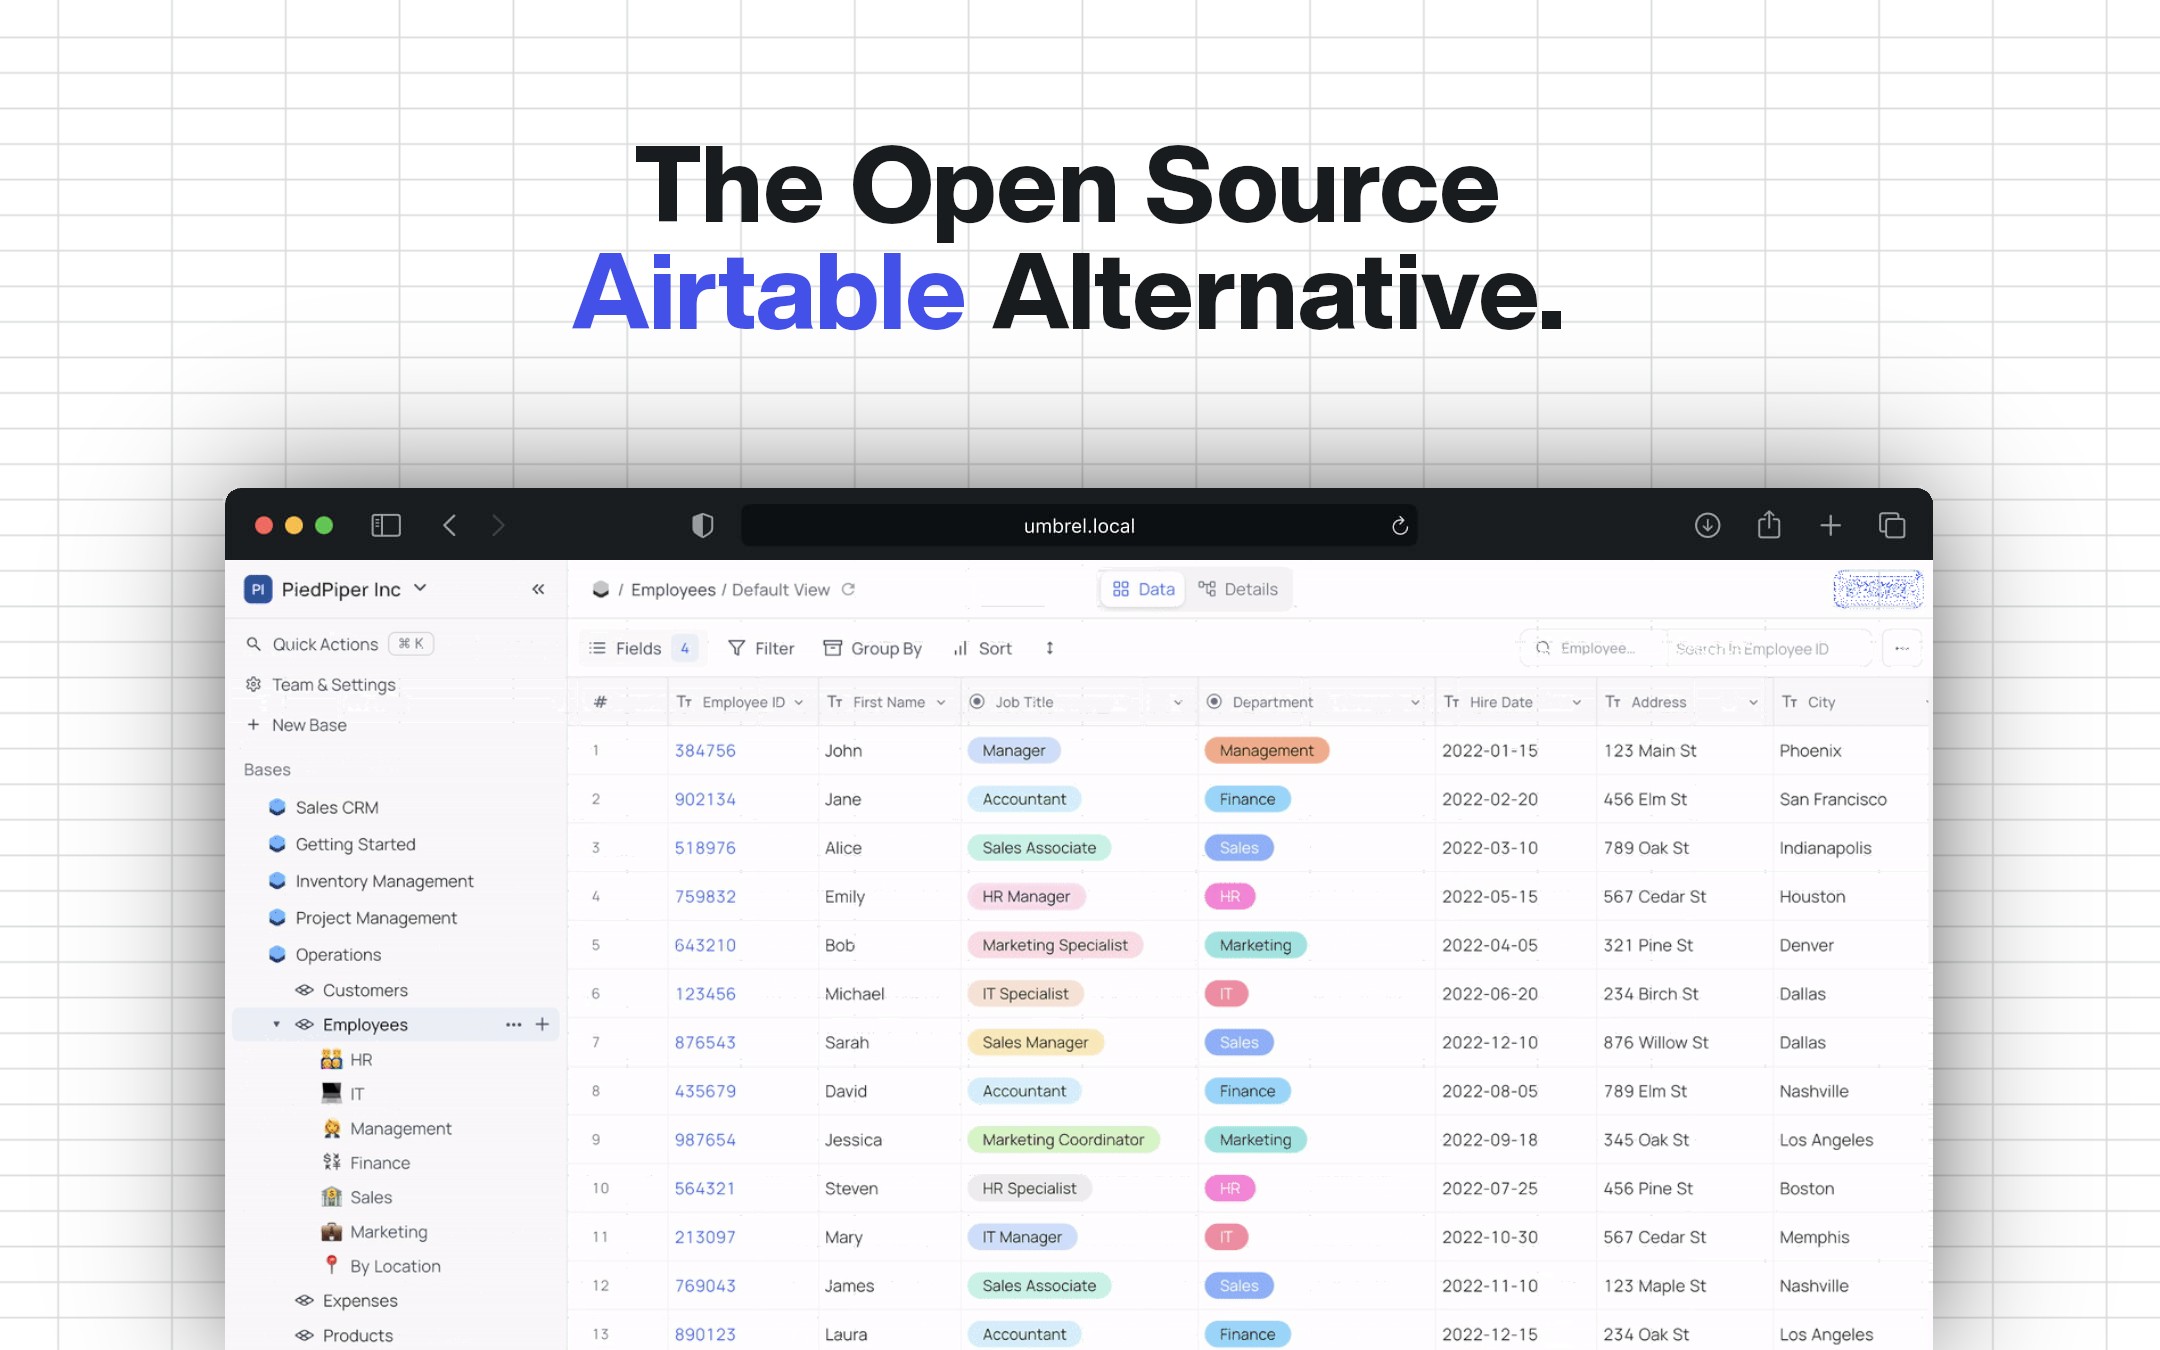 The Open Source
Airtable Alternative.
umbrel.local
PI PiedPiper Inc
/ Employees / Default View
Data Details
Quick Actions ⌘ K
Team & Settings
New Base
Bases
Sales CRM
Getting Started
Inventory Management
Project Management
Operations
Customers
Employees
HR
IT
Management
Finance
Sales
Marketing
By Location
Expenses
Products
Fields 4 Filter Group By Sort Employee... Search in Employee ID
# Employee ID First Name Job Title Department Hire Date Address City
1 384756 John Manager Management 2022-01-15 123 Main St Phoenix
2 902134 Jane Accountant Finance 2022-02-20 456 Elm St San Francisco
3 518976 Alice Sales Associate Sales 2022-03-10 789 Oak St Indianapolis
4 759832 Emily HR Manager HR 2022-05-15 567 Cedar St Houston
5 643210 Bob Marketing Specialist Marketing 2022-04-05 321 Pine St Denver
6 123456 Michael IT Specialist IT 2022-06-20 234 Birch St Dallas
7 876543 Sarah Sales Manager Sales 2022-12-10 876 Willow St Dallas
8 435679 David Accountant Finance 2022-08-05 789 Elm St Nashville
9 987654 Jessica Marketing Coordinator Marketing 2022-09-18 345 Oak St Los Angeles
10 564321 Steven HR Specialist HR 2022-07-25 456 Pine St Boston
11 213097 Mary IT Manager IT 2022-10-30 567 Cedar St Memphis
12 769043 James Sales Associate Sales 2022-11-10 123 Maple St Nashville
13 890123 Laura Accountant Finance 2022-12-15 234 Oak St Los Angeles